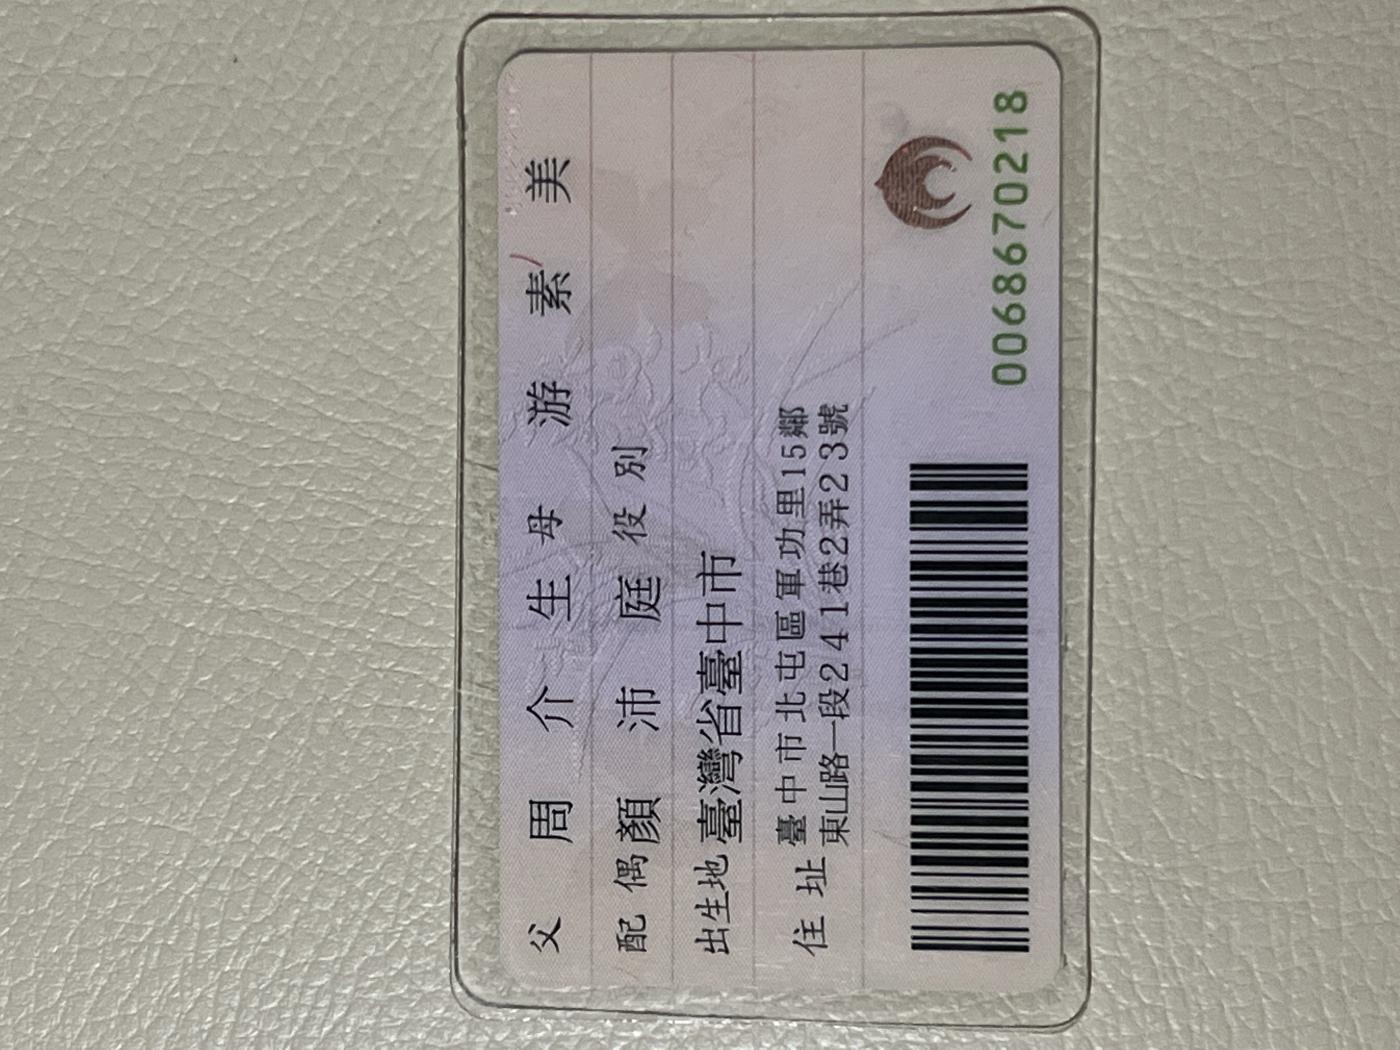 父 周介生 母 游素美
配偶 顏沛庭 役別
出生地 臺灣省臺中市
住址 臺中市北屯區軍功里15鄰
東山路一段241巷2弄23號
0068670218